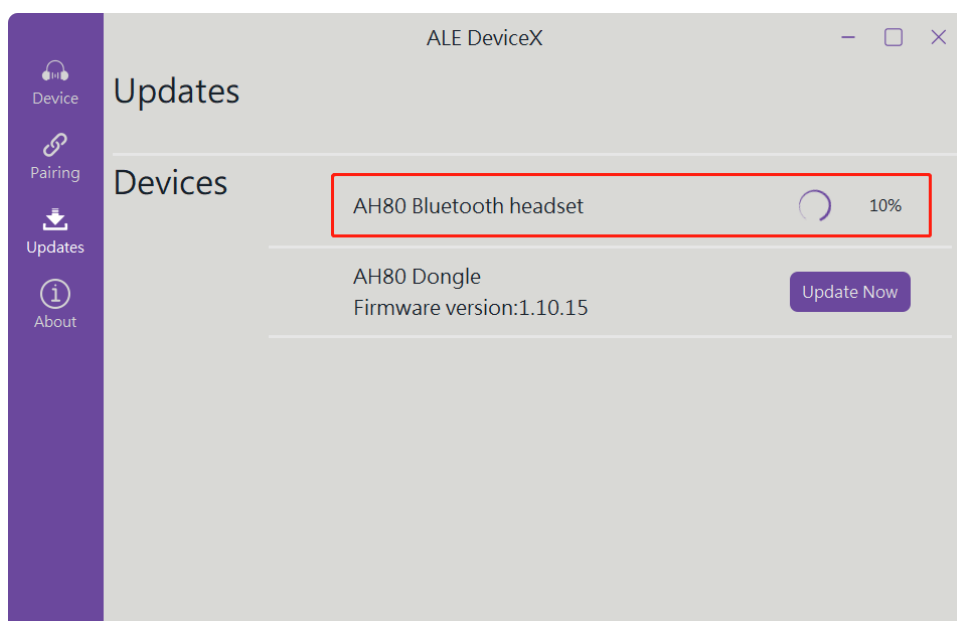 ALE DeviceX
Device
Pairing
Updates
About
Updates
Devices
AH80 Bluetooth headset
10%
AH80 Dongle
Firmware version:1.10.15
Update Now